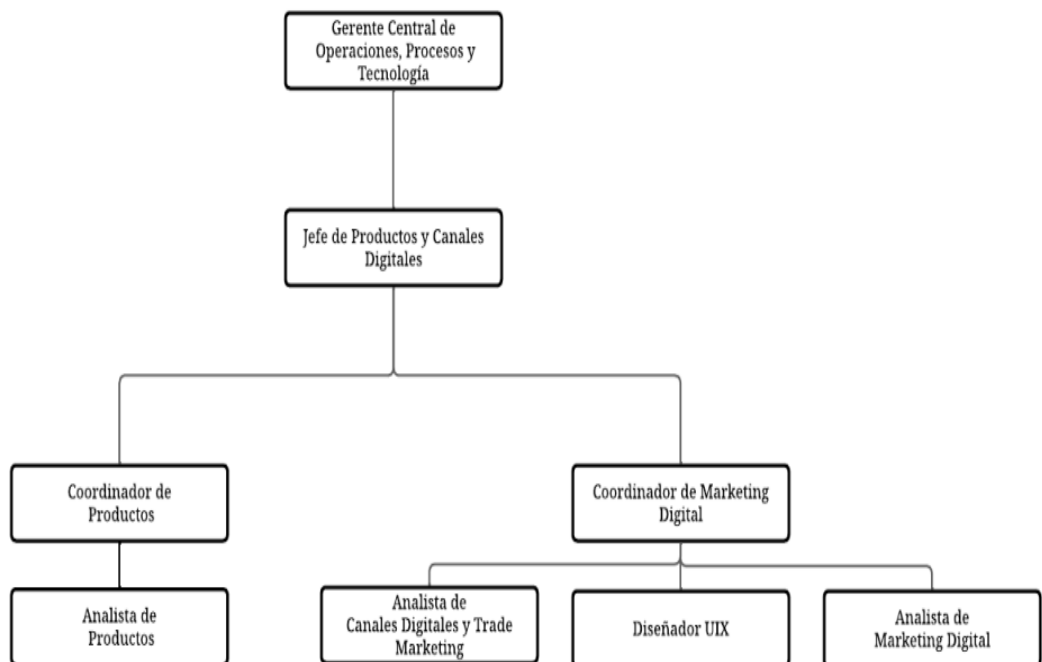 Gerente Central de
Operaciones, Procesos y
Tecnología
Jefe de Productos y Canales
Digitales
Coordinador de
Productos
Coordinador de Marketing
Digital
Analista de
Productos
Analista de
Canales Digitales y Trade
Marketing
Diseñador UIX
Analista de
Marketing Digital